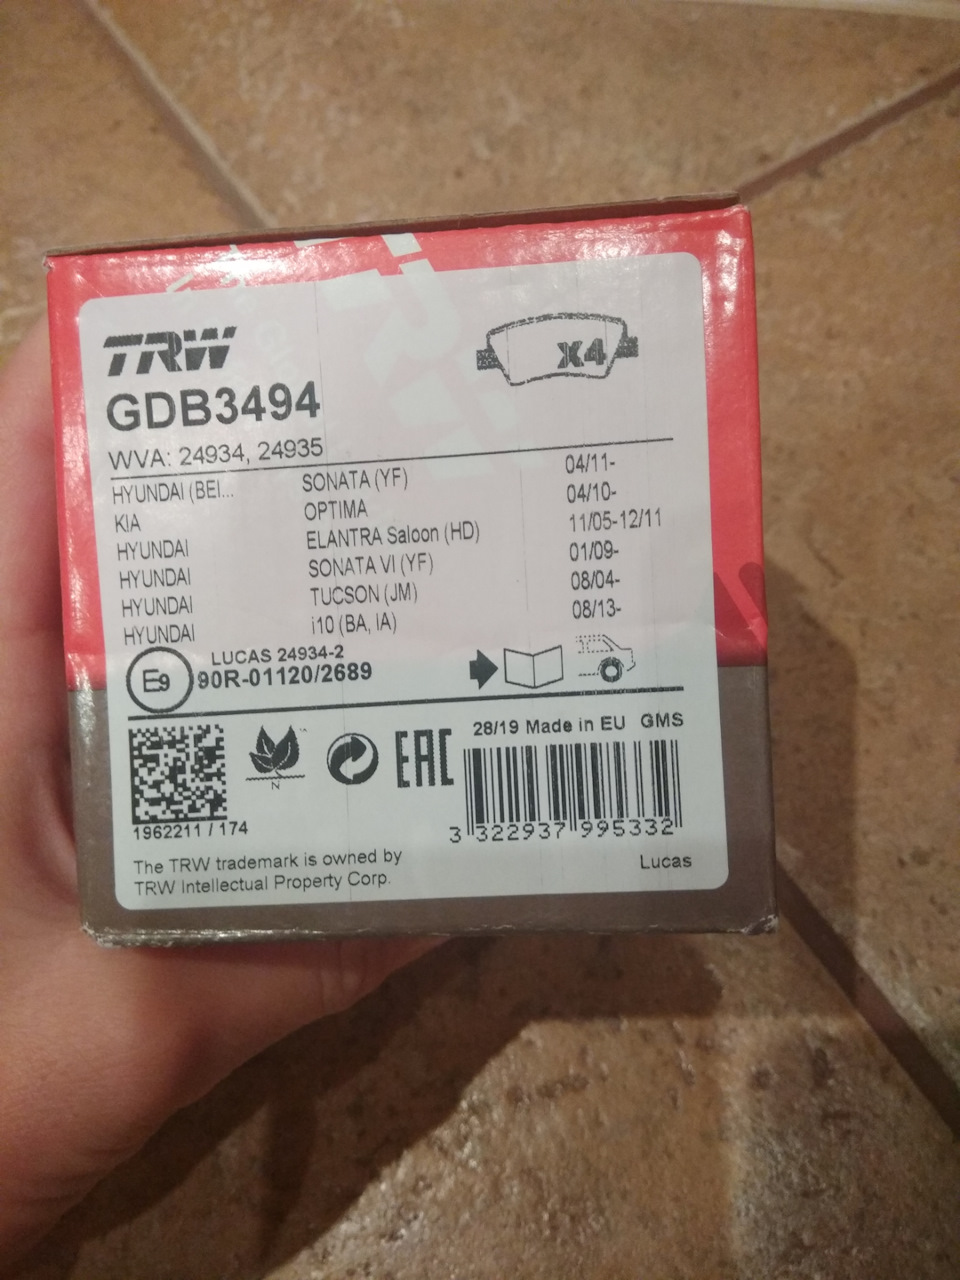 TRW
X4
GDB3494
WVA: 24934, 24935
HYUNDAI (BEI... SONATA (YF) 04/11-
KIA OPTIMA 04/10-
HYUNDAI ELANTRA Saloon (HD) 11/05-12/11
HYUNDAI SONATA VI (YF) 01/09-
HYUNDAI TUCSON (JM) 08/04-
HYUNDAI i10 (BA, IA) 08/13-
LUCAS 24934-2
E9 90R-01120/2689
28/19 Made in EU GMS
N
EAC
1962211 / 174
3 322937 995332
The TRW trademark is owned by
TRW Intellectual Property Corp.
Lucas